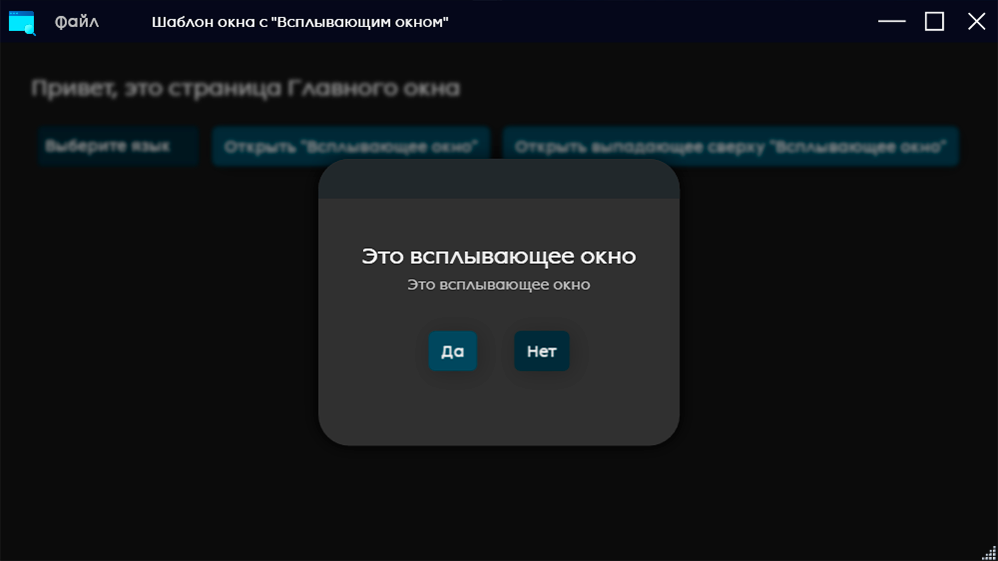 Файл
Шаблон окна с "Всплывающим окном"
Привет, это страница Главного окна
Выберите язык
Открыть "Всплывающее окно"
Открыть выпадающее сверху "Всплывающее окно"
Это всплывающее окно
Это всплывающее окно
Да
Нет